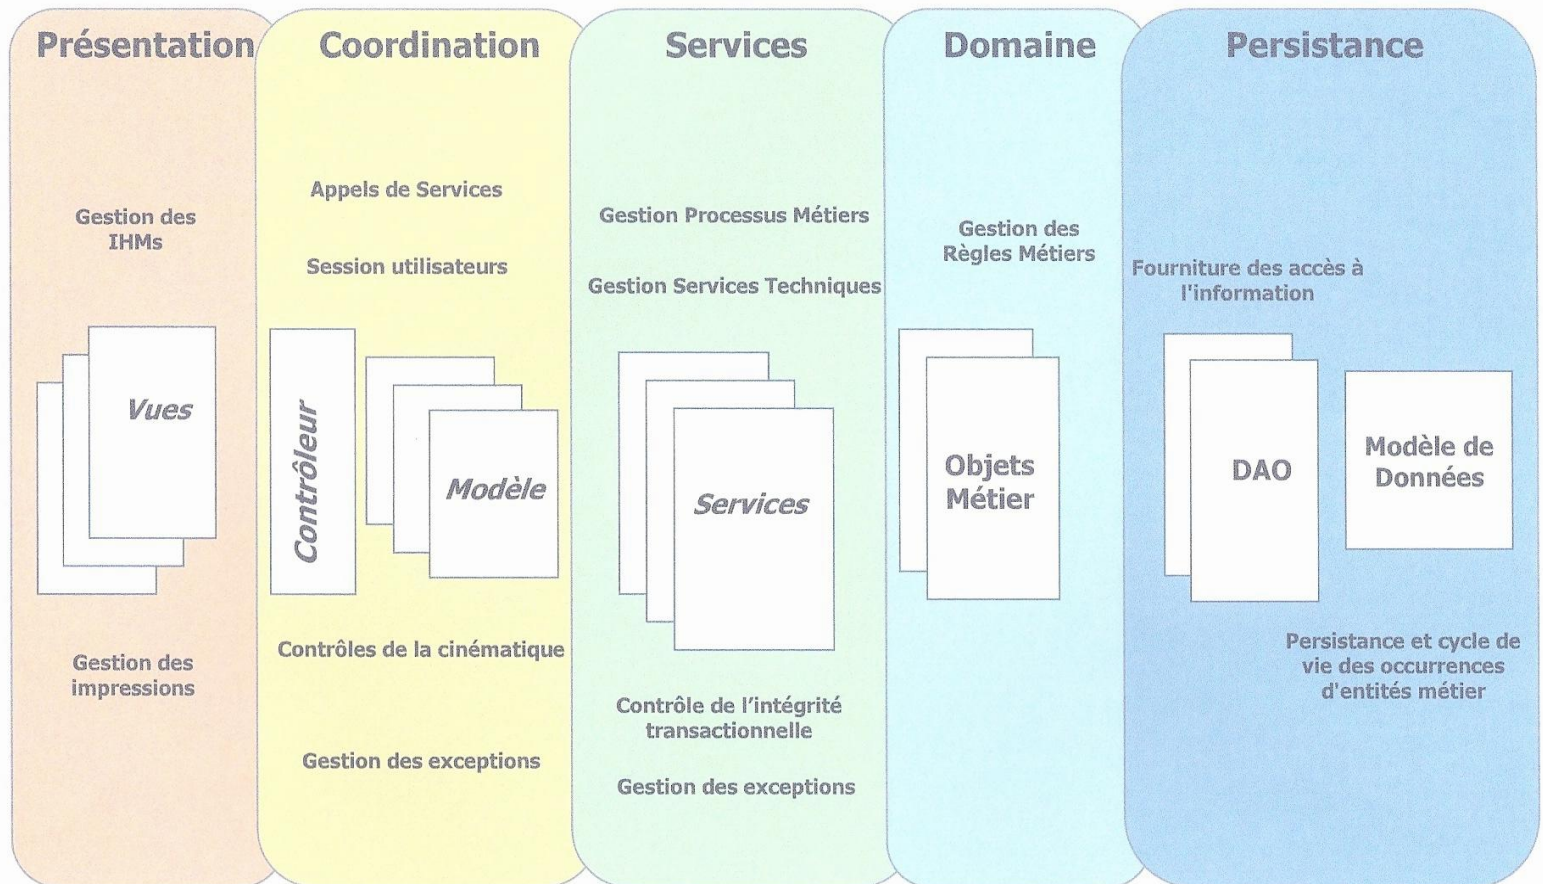 Présentation
Gestion des
IHMs
Vues
Gestion des
impressions
Coordination
Appels de Services
Session utilisateurs
Contrôleur
Modèle
Contrôles de la cinématique
Gestion des exceptions
Services
Gestion Processus Métiers
Gestion Services Techniques
Services
Contrôle de l'intégrité
transactionnelle
Gestion des exceptions
Domaine
Gestion des
Règles Métiers
Objets
Métier
Persistance
Fourniture des accès à
l'information
DAO
Modèle de
Données
Persistance et cycle de
vie des occurrences
d'entités métier